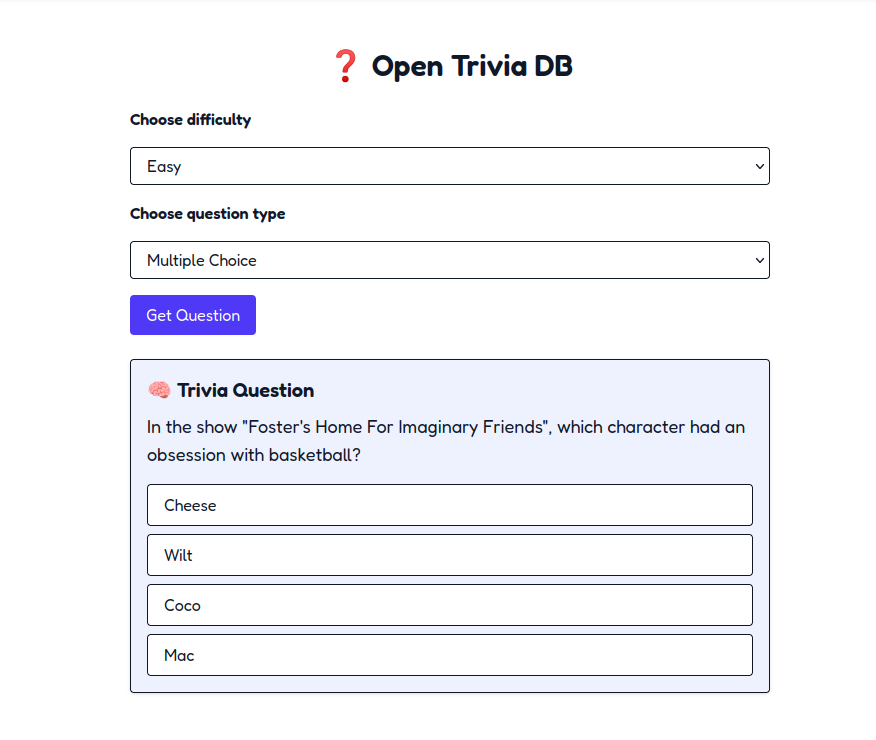 ❓ Open Trivia DB
Choose difficulty
Easy
Choose question type
Multiple Choice
Get Question
🧠 Trivia Question
In the show "Foster's Home For Imaginary Friends", which character had an
obsession with basketball?
Cheese
Wilt
Coco
Mac